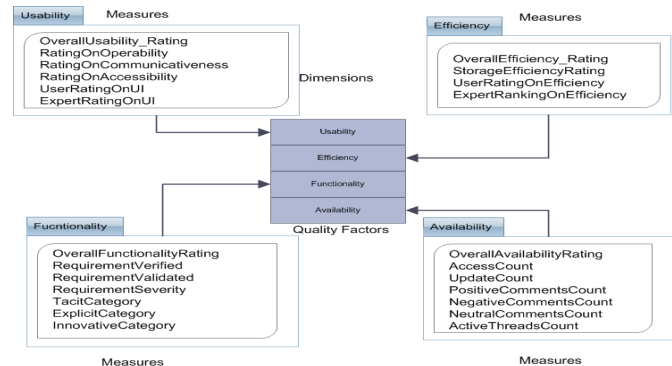 Usability
Measures
OverallUsability_Rating
RatingOnOperability
RatingOnCommunicativeness
RatingOnAccessibility
UserRatingOnUI
ExpertRatingOnUI
Measures
Efficiency
OverallEfficiency_Rating
StorageEfficiencyRating
UserRatingOnEfficiency
ExpertRankingOnEfficiency
Dimensions
Usability
Efficiency
Functionality
Availability
Quality Factors
Fucntionality
OverallFunctionalityRating
RequirementVerified
RequirementValidated
RequirementSeverity
TacitCategory
ExplicitCategory
InnovativeCategory
Measures
Availability
OverallAvailabilityRating
AccessCount
UpdateCount
PositiveCommentsCount
NegativeCommentsCount
NeutralCommentsCount
ActiveThreadsCount
Measures